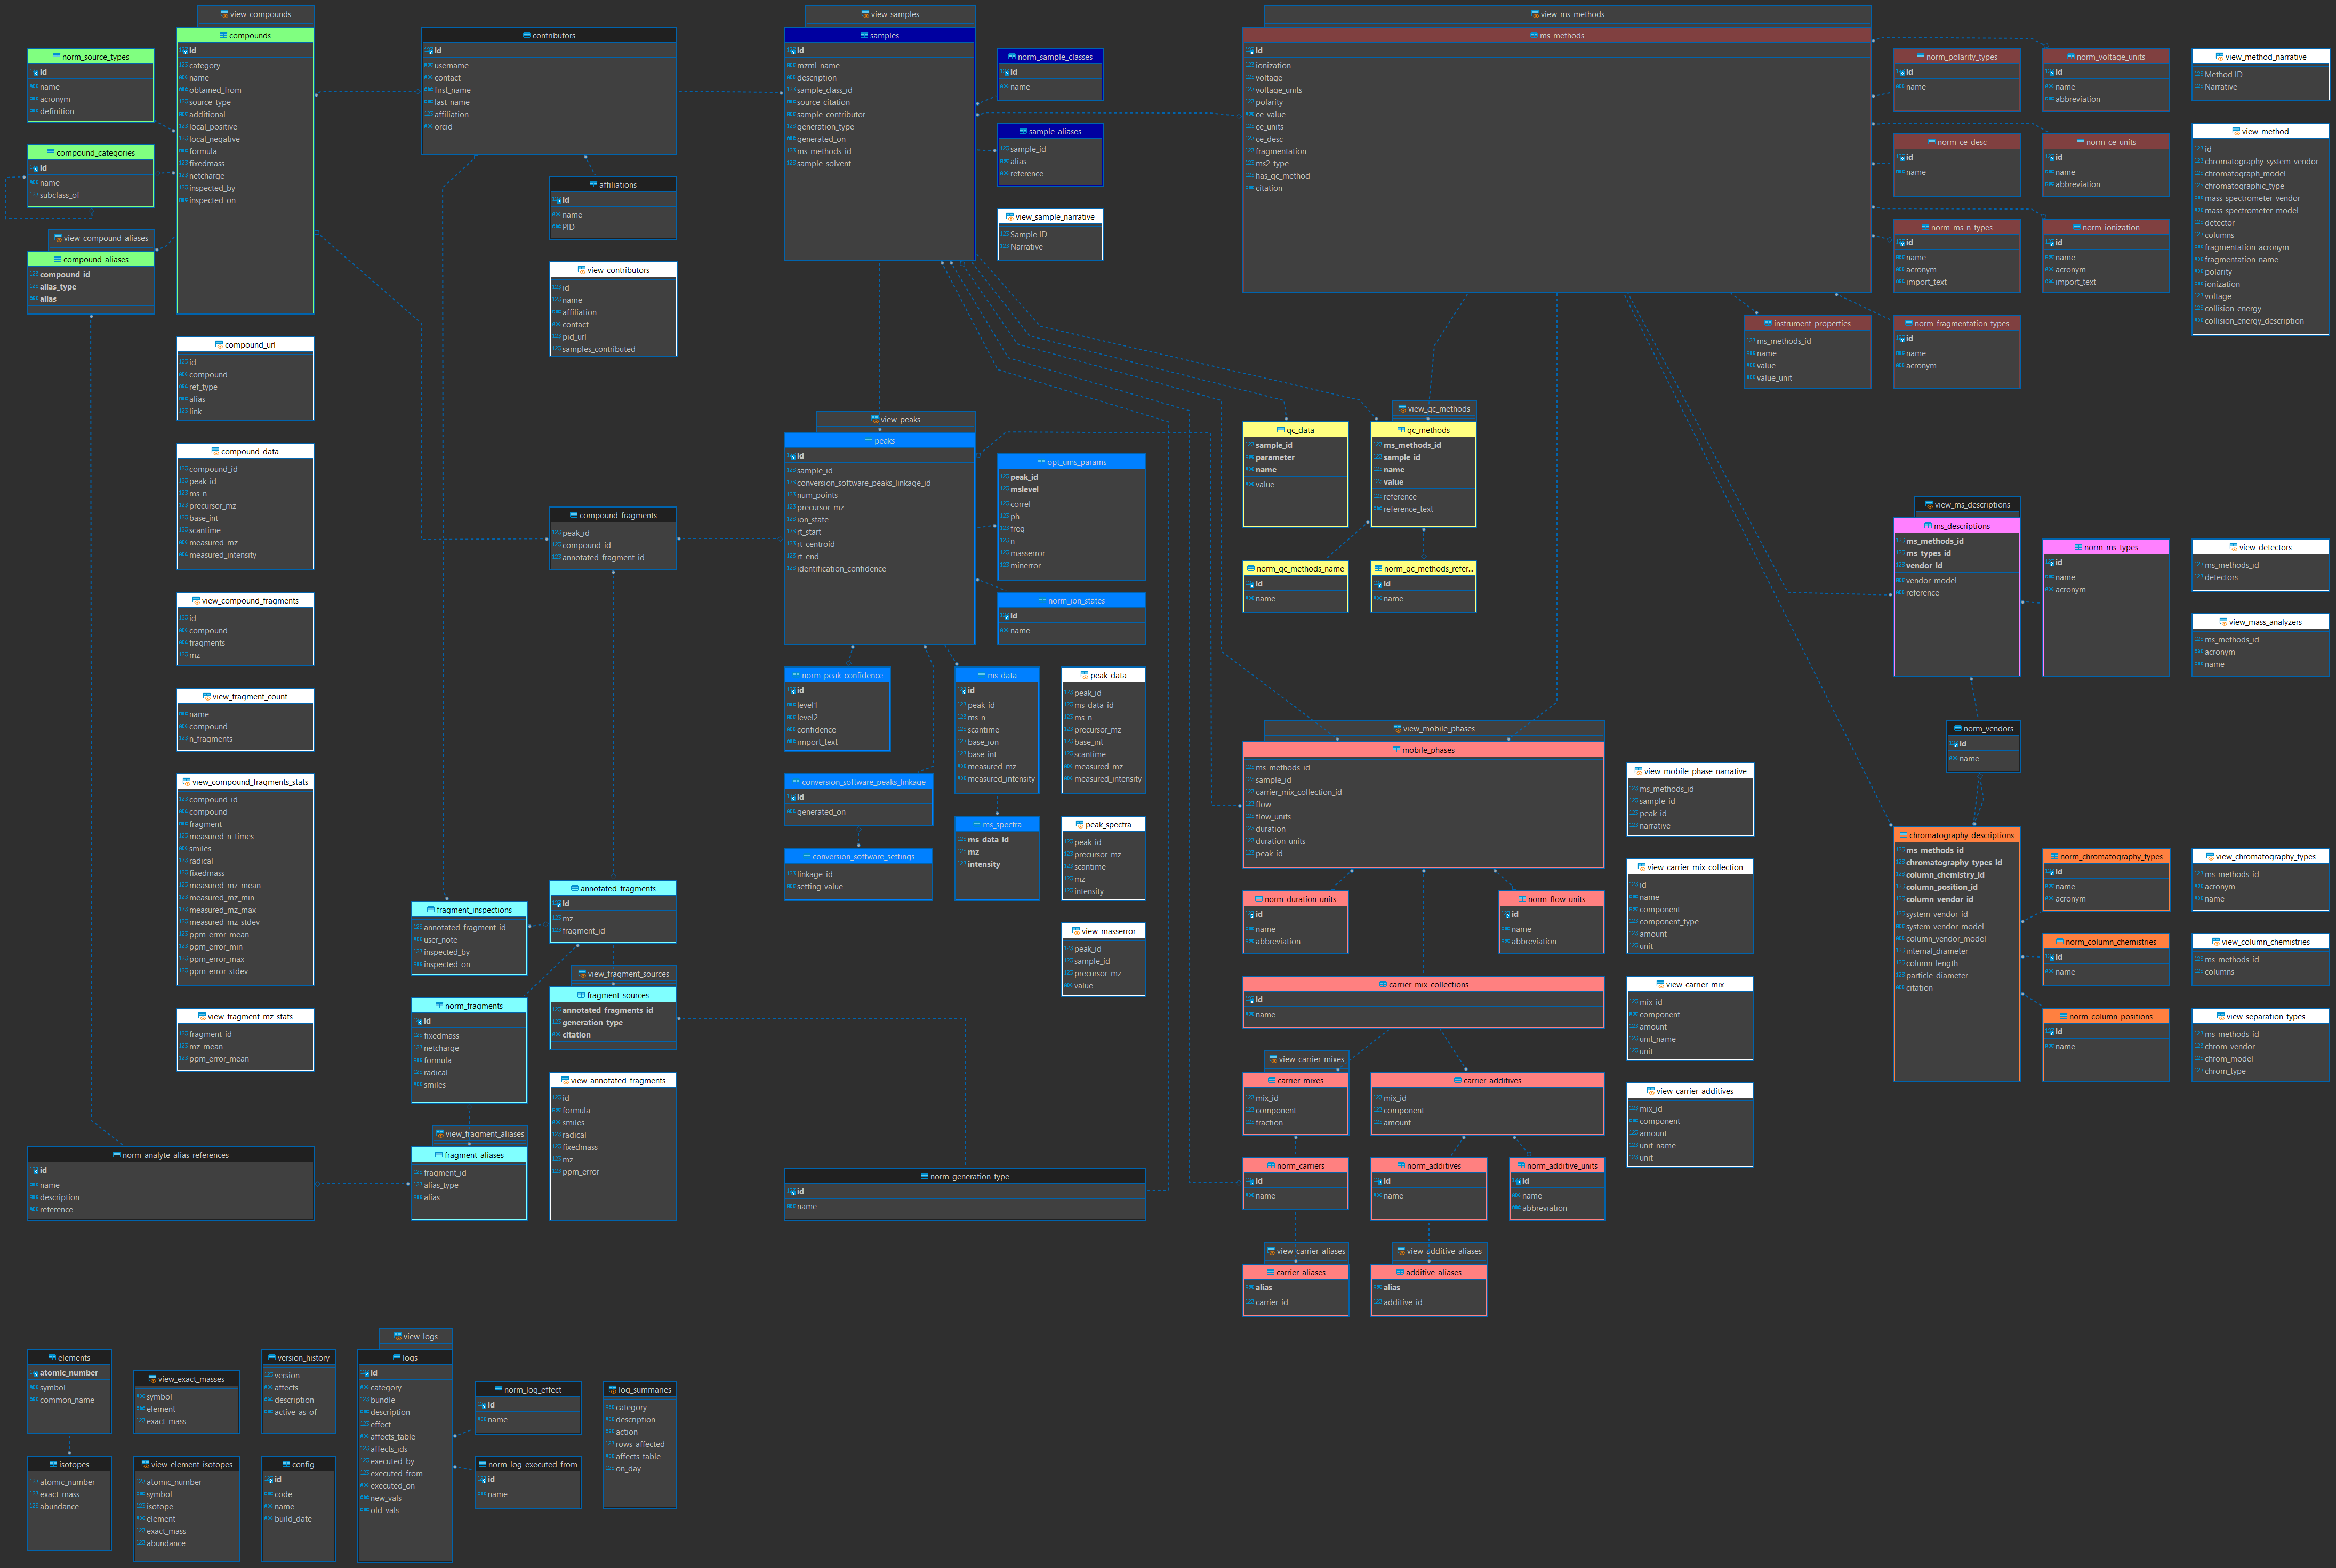 view_compounds
compounds
id
category
name
obtained_from
source_type
additional
local_positive
local_negative
formula
fixedmass
netcharge
inspected_by
inspected_on
norm_source_types
id
name
acronym
definition
compound_categories
id
name
subclass_of
view_compound_aliases
compound_aliases
compound_id
alias_type
alias
compound_url
id
compound
ref_type
alias
link
compound_data
compound_id
peak_id
ms_n
precursor_mz
base_int
scantime
measured_mz
measured_intensity
view_compound_fragments
id
compound
fragments
mz
view_fragment_count
name
compound
n_fragments
view_compound_fragments_stats
compound_id
compound
fragment
measured_n_times
smiles
radical
fixedmass
measured_mz_mean
measured_mz_min
measured_mz_max
measured_mz_stdev
ppm_error_mean
ppm_error_min
ppm_error_max
ppm_error_stdev
view_fragment_mz_stats
fragment_id
mz_mean
ppm_error_mean
norm_analyte_alias_references
id
name
description
reference
contributors
id
username
contact
first_name
last_name
affiliation
orcid
affiliations
id
name
PID
view_contributors
id
name
affiliation
contact
pid_url
samples_contributed
compound_fragments
peak_id
compound_id
annotated_fragment_id
annotated_fragments
id
mz
fragment_id
fragment_inspections
annotated_fragment_id
user_note
inspected_by
inspected_on
view_fragment_sources
fragment_sources
annotated_fragments_id
generation_type
citation
norm_fragments
id
fixedmass
netcharge
formula
radical
smiles
view_annotated_fragments
id
formula
smiles
radical
fixedmass
mz
ppm_error
view_fragment_aliases
fragment_aliases
fragment_id
alias_type
alias
view_samples
samples
id
mzml_name
description
sample_class_id
source_citation
sample_contributor
generation_type
generated_on
ms_methods_id
sample_solvent
norm_sample_classes
id
name
sample_aliases
sample_id
alias
reference
view_sample_narrative
Sample ID
Narrative
view_peaks
peaks
id
sample_id
conversion_software_peaks_linkage_id
num_points
precursor_mz
ion_state
rt_start
rt_centroid
rt_end
identification_confidence
opt_ums_params
peak_id
mslevel
correl
ph
freq
n
masserror
minerror
norm_ion_states
id
name
norm_peak_confidence
id
level1
level2
confidence
import_text
ms_data
id
peak_id
ms_n
scantime
base_ion
base_int
measured_mz
measured_intensity
peak_data
peak_id
ms_data_id
ms_n
precursor_mz
base_int
scantime
measured_mz
measured_intensity
conversion_software_peaks_linkage
id
generated_on
conversion_software_settings
linkage_id
setting_value
ms_spectra
ms_data_id
mz
intensity
peak_spectra
peak_id
precursor_mz
scantime
mz
intensity
view_masserror
peak_id
sample_id
precursor_mz
value
norm_generation_type
id
name
view_ms_methods
ms_methods
id
ionization
voltage
voltage_units
polarity
ce_value
ce_units
ce_desc
fragmentation
ms2_type
has_qc_method
citation
norm_polarity_types
id
name
norm_voltage_units
id
name
abbreviation
norm_ce_desc
id
name
norm_ce_units
id
name
abbreviation
norm_ms_n_types
id
name
acronym
import_text
norm_ionization
id
name
acronym
import_text
instrument_properties
ms_methods_id
name
value
value_unit
norm_fragmentation_types
id
name
acronym
view_method_narrative
Method ID
Narrative
view_method
id
chromatography_system_vendor
chromatograph_model
chromatographic_type
mass_spectrometer_vendor
mass_spectrometer_model
detector
columns
fragmentation_acronym
fragmentation_name
polarity
ionization
voltage
collision_energy
collision_energy_description
qc_data
sample_id
parameter
name
value
view_qc_methods
qc_methods
ms_methods_id
sample_id
name
value
reference
reference_text
norm_qc_methods_name
id
name
norm_qc_methods_refer...
id
name
view_ms_descriptions
ms_descriptions
ms_methods_id
ms_types_id
vendor_id
vendor_model
reference
norm_ms_types
id
name
acronym
view_detectors
ms_methods_id
detectors
view_mass_analyzers
ms_methods_id
acronym
name
norm_vendors
id
name
view_mobile_phases
mobile_phases
ms_methods_id
sample_id
carrier_mix_collection_id
flow
flow_units
duration
duration_units
peak_id
norm_duration_units
id
name
abbreviation
norm_flow_units
id
name
abbreviation
carrier_mix_collections
id
name
view_carrier_mixes
carrier_mixes
mix_id
component
fraction
carrier_additives
mix_id
component
amount
norm_carriers
id
name
norm_additives
id
name
norm_additive_units
id
name
abbreviation
view_carrier_aliases
carrier_aliases
alias
carrier_id
view_additive_aliases
additive_aliases
alias
additive_id
view_mobile_phase_narrative
ms_methods_id
sample_id
peak_id
narrative
view_carrier_mix_collection
id
name
component
component_type
amount
unit
view_carrier_mix
mix_id
component
amount
unit_name
unit
view_carrier_additives
mix_id
component
amount
unit_name
unit
chromatography_descriptions
ms_methods_id
chromatography_types_id
column_chemistry_id
column_position_id
column_vendor_id
system_vendor_id
system_vendor_model
column_vendor_model
internal_diameter
column_length
particle_diameter
citation
norm_chromatography_types
id
name
acronym
norm_column_chemistries
id
name
norm_column_positions
id
name
view_chromatography_types
ms_methods_id
acronym
name
view_column_chemistries
ms_methods_id
columns
view_separation_types
ms_methods_id
chrom_vendor
chrom_model
chrom_type
elements
atomic_number
symbol
common_name
isotopes
atomic_number
exact_mass
abundance
view_exact_masses
symbol
element
exact_mass
view_element_isotopes
atomic_number
symbol
isotope
element
exact_mass
abundance
version_history
version
affects
description
active_as_of
config
id
code
name
build_date
view_logs
logs
id
category
bundle
description
effect
affects_table
affects_ids
executed_by
executed_from
executed_on
new_vals
old_vals
norm_log_effect
id
name
norm_log_executed_from
id
name
log_summaries
category
description
action
rows_affected
affects_table
on_day